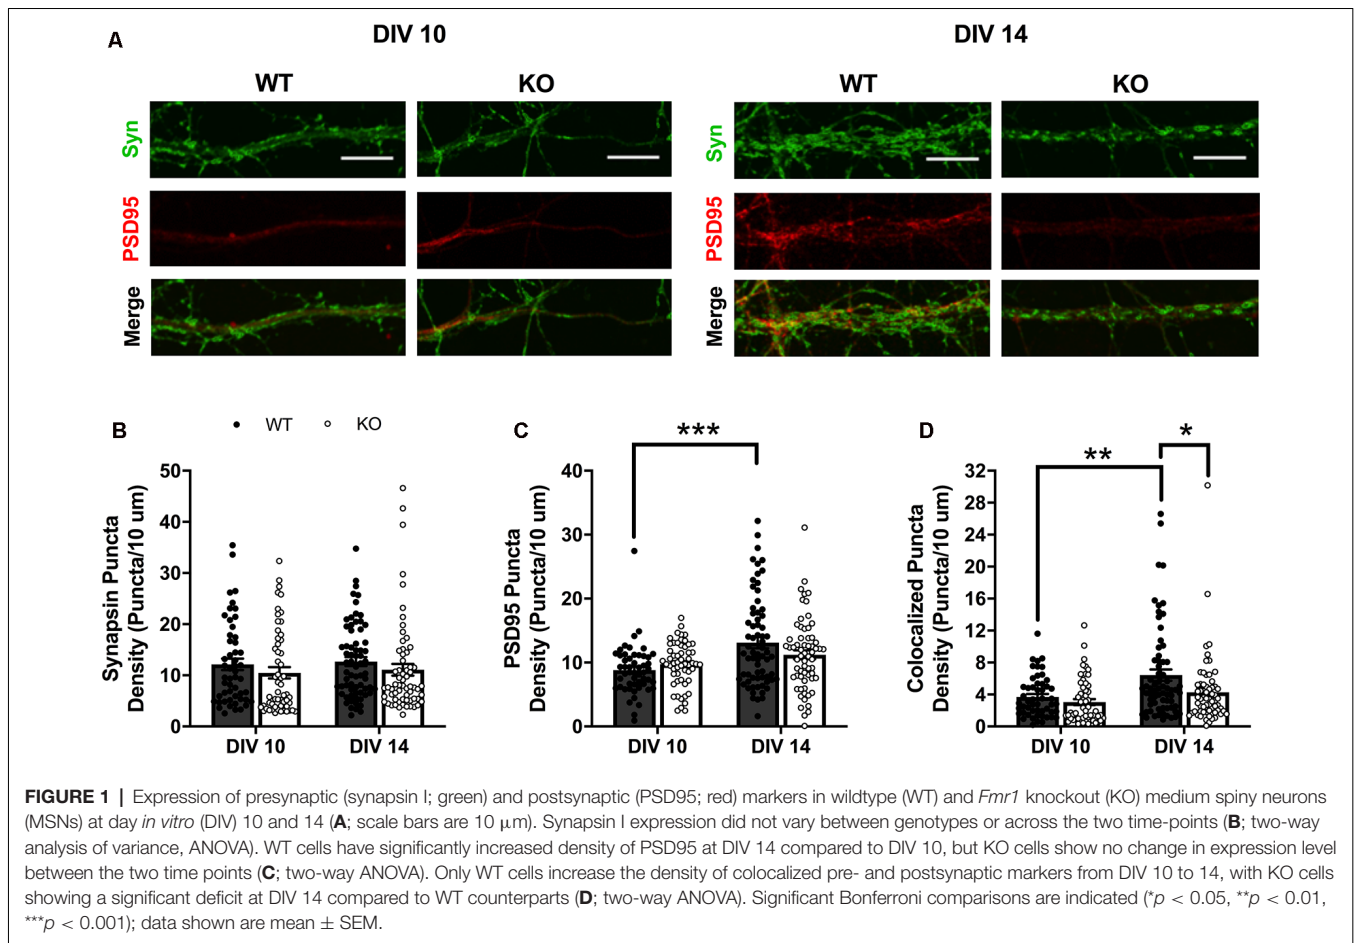 A
DIV 10
DIV 14
WT
KO
WT
KO
Syn
Syn
PSD95
PSD95
Merge
Merge
B
WT
KO
Synapsin Puncta
Density (Puncta/10 um)
50
40
30
20
10
0
DIV 10
DIV 14
C
***
PSD95 Puncta
Density (Puncta/10 um)
40
30
20
10
0
DIV 10
DIV 14
D
**
*
Colocalized Puncta
Density (Puncta/10 um)
32
28
24
20
16
12
8
4
0
DIV 10
DIV 14
FIGURE 1 | Expression of presynaptic (synapsin I; green) and postsynaptic (PSD95; red) markers in wildtype (WT) and Fmr1 knockout (KO) medium spiny neurons
(MSNs) at day in vitro (DIV) 10 and 14 (A; scale bars are 10 μm). Synapsin I expression did not vary between genotypes or across the two time-points (B; two-way
analysis of variance, ANOVA). WT cells have significantly increased density of PSD95 at DIV 14 compared to DIV 10, but KO cells show no change in expression level
between the two time points (C; two-way ANOVA). Only WT cells increase the density of colocalized pre- and postsynaptic markers from DIV 10 to 14, with KO cells
showing a significant deficit at DIV 14 compared to WT counterparts (D; two-way ANOVA). Significant Bonferroni comparisons are indicated (*p < 0.05, **p < 0.01,
***p < 0.001); data shown are mean ± SEM.